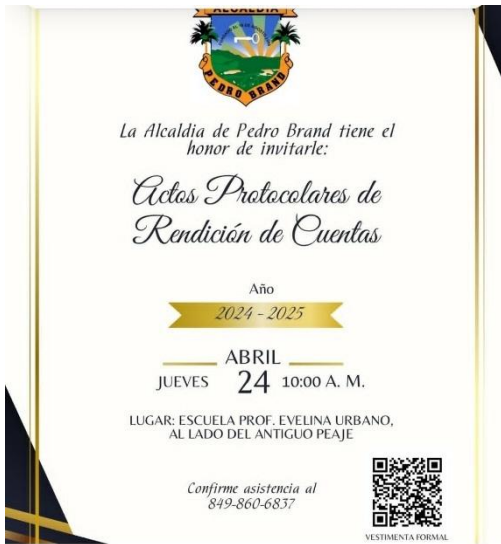 ALCALDIA
PEDRO BRAND
La Alcaldia de Pedro Brand tiene el
honor de invitarle:
Actos Protocolares de
Rendición de Cuentas
Año
2024 - 2025
ABRIL
JUEVES 24 10:00 A. M.
LUGAR: ESCUELA PROF. EVELINA URBANO,
AL LADO DEL ANTIGUO PEAJE
Confirme asistencia al
849-860-6837
VESTIMENTA FORMAL